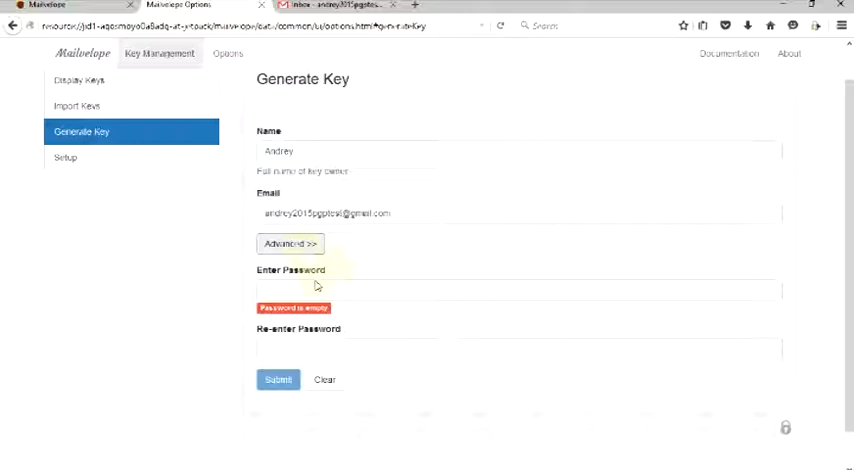 Mailvelope
Mailvelope Options
Inbox - andrey2015pgptes...
Search
Mailvelope Key Management Options Documentation About
Display Keys
Import Keys
Generate Key
Setup
Generate Key
Name
Andrey
Full name of key owner
Email
andrey2015pgptest@gmail.com
Advanced >>
Enter Password
Password is empty
Re-enter Password
Submit Clear